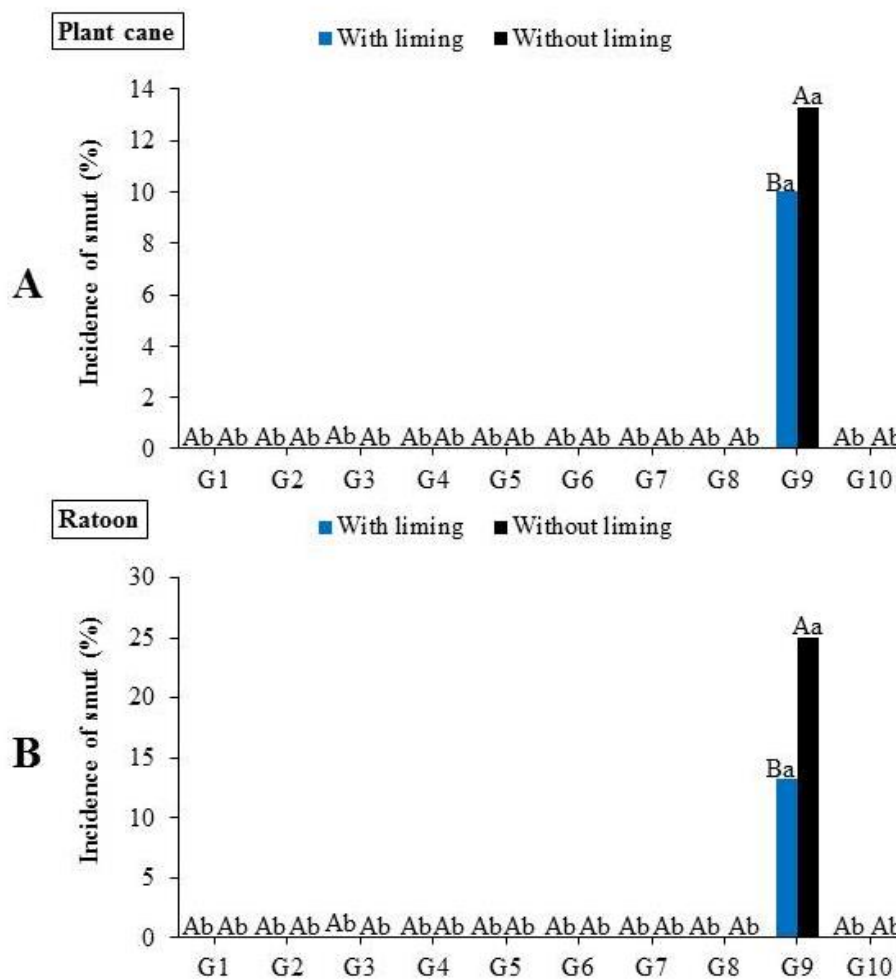 Plant cane
With liming Without liming
14
Aa
12
Ba
10
8
6
4
2
0
Incidence of smut (%)
A
Ab Ab Ab Ab Ab Ab Ab Ab Ab Ab Ab Ab Ab Ab Ab Ab Ab Ab
G1 G2 G3 G4 G5 G6 G7 G8 G9 G10
Ratoon
With liming Without liming
30
Aa
25
20
15
Ba
10
5
0
Incidence of smut (%)
B
Ab Ab Ab Ab Ab Ab Ab Ab Ab Ab Ab Ab Ab Ab Ab Ab Ab Ab
G1 G2 G3 G4 G5 G6 G7 G8 G9 G10